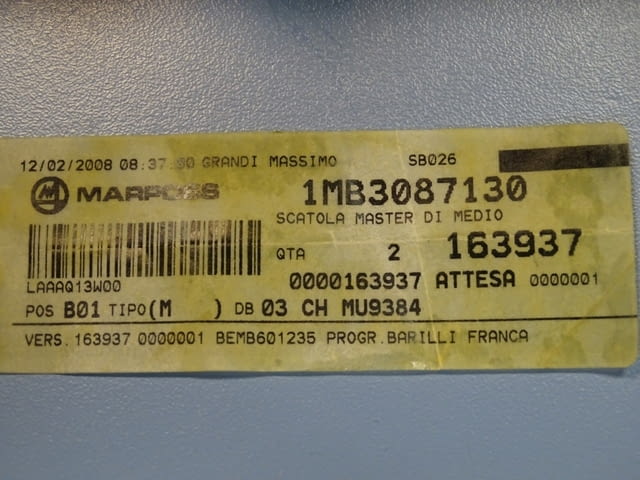 12/02/2008 08:37:00 GRANDI MASSIMO SB026
MARPOSS 1MB3087130
SCATOLA MASTER DI MEDIO
QTA 2 163937
LAAAQ13W00 0000163937 ATTESA 0000001
POS B01 TIPO(M ) DB 03 CH MU9384
VERS.163937 0000001 BEMB601235 PROGR.BARILLI FRANCA